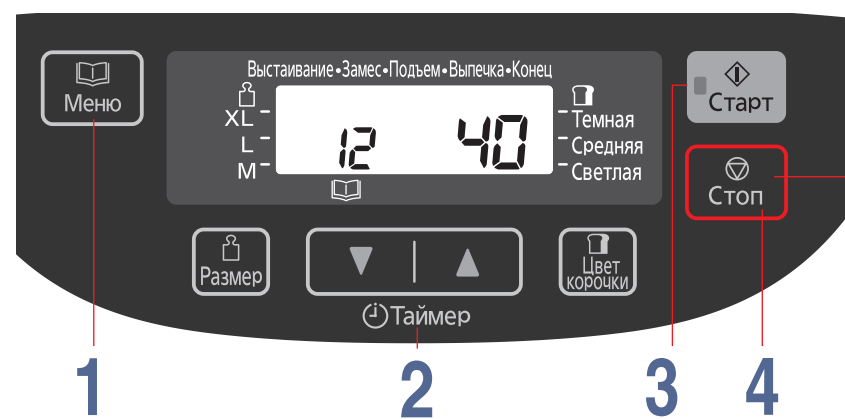 Меню
Выстаивание•Замес•Подъем•Выпечка•Конец
XL
L
M
12
40
Темная
Средняя
Светлая
Старт
Стоп
Размер
Таймер
Цвет
корочки
1
2
3
4